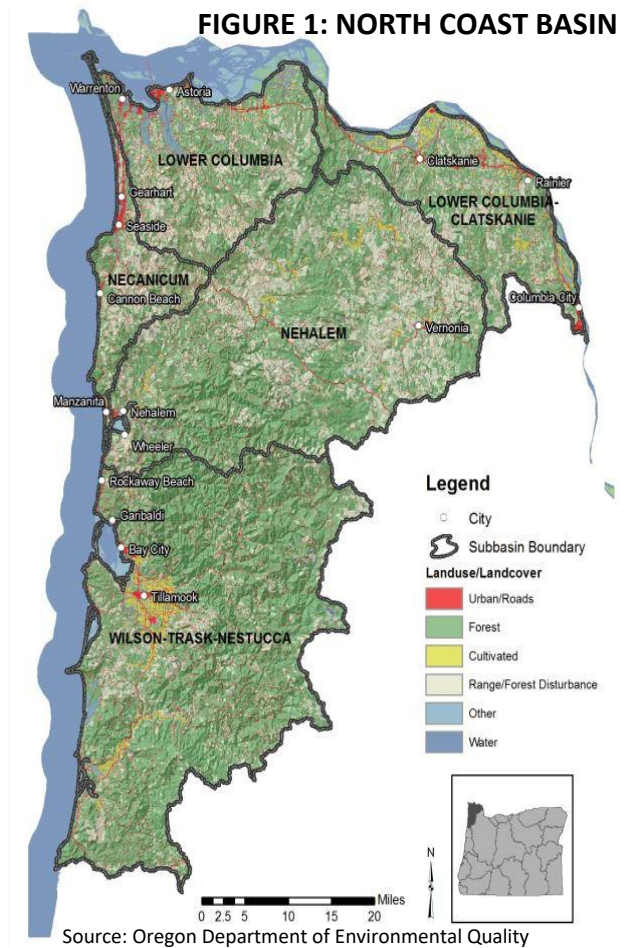 FIGURE 1: NORTH COAST BASIN
Warrenton
Astoria
LOWER COLUMBIA
Clatskanie
Rainier
LOWER COLUMBIA-
CLATSKANIE
Gearhart
Seaside
NECANICUM
Cannon Beach
Columbia City
NEHALEM
Vernonia
Manzanita
Nehalem
Wheeler
Rockaway Beach
Garibaldi
Bay City
Tillamook
WILSON-TRASK-NESTUCCA
Legend
City
Subbasin Boundary
Landuse/Landcover
Urban/Roads
Forest
Cultivated
Range/Forest Disturbance
Other
Water
N
Miles
0 2.5 5 10 15 20
Source: Oregon Department of Environmental Quality